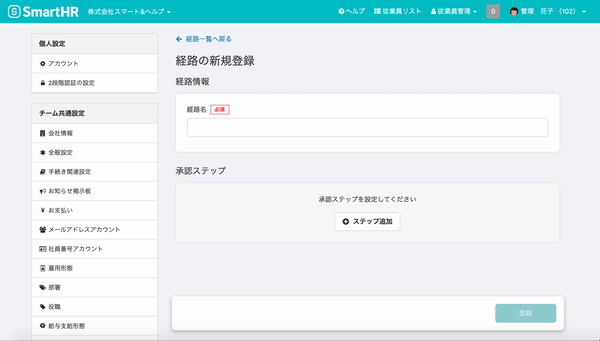 SmartHR 株式会社スマート&ヘルプ ヘルプ 従業員リスト 従業員管理 0 管理 花子 (102)
個人設定
アカウント
2段階認証の設定
チーム共通設定
会社情報
全般設定
手続き関連設定
お知らせ掲示板
お支払い
メールアドレスアカウント
社員番号アカウント
雇用形態
部署
役職
給与支給形態
経路一覧へ戻る
経路の新規登録
経路情報
経路名 必須
承認ステップ
承認ステップを設定してください
ステップ追加
登録